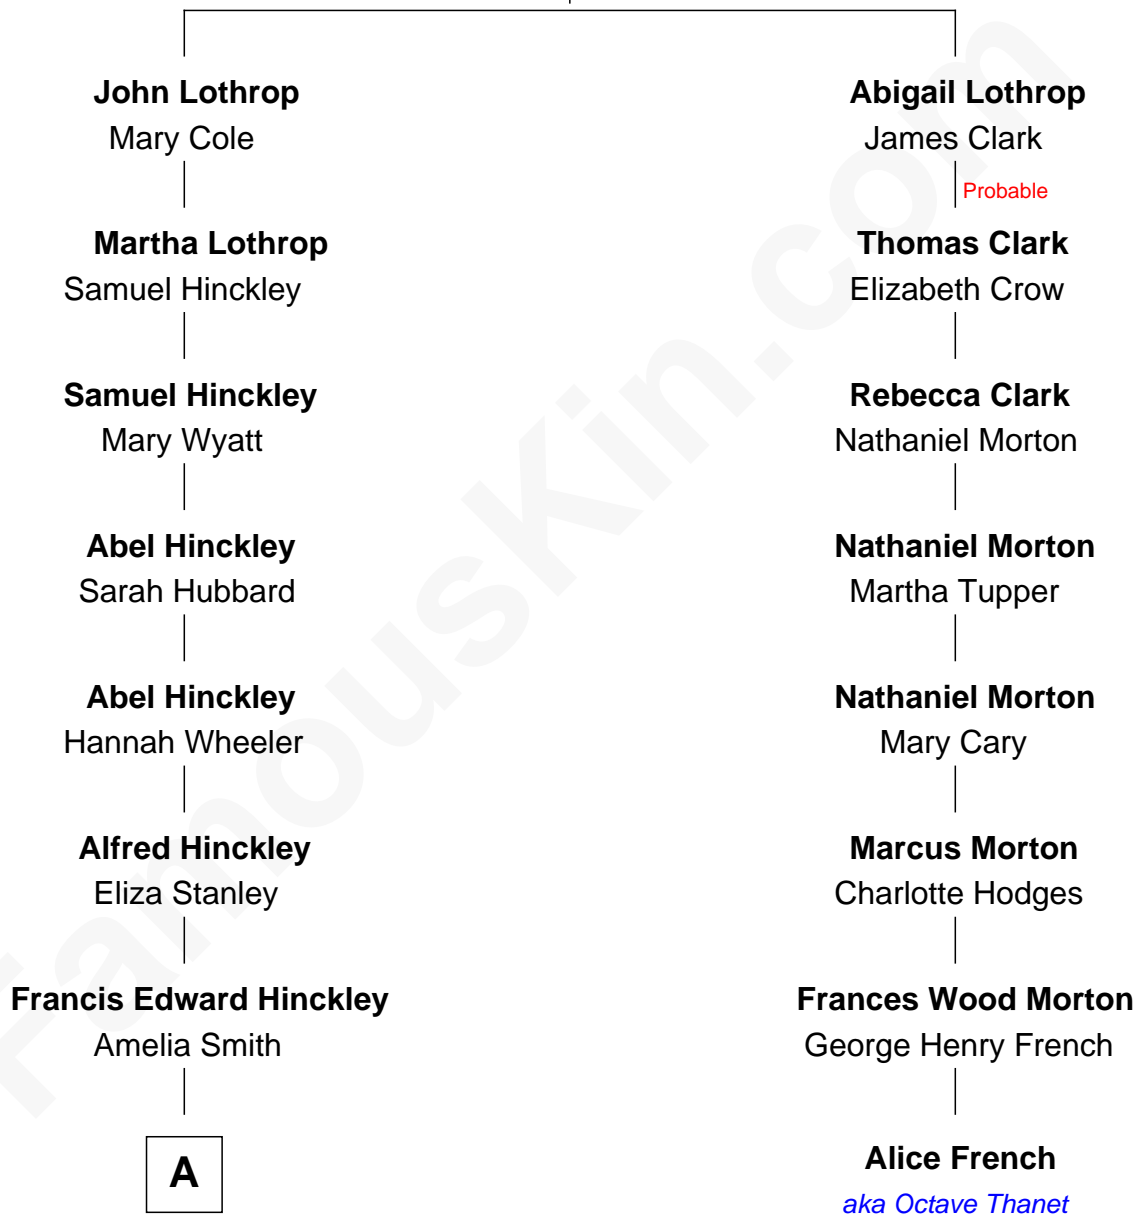 John Lothrop
Mary Cole
Martha Lothrop
Samuel Hinckley
Samuel Hinckley
Mary Wyatt
Abel Hinckley
Sarah Hubbard
Abel Hinckley
Hannah Wheeler
Alfred Hinckley
Eliza Stanley
Francis Edward Hinckley
Amelia Smith
A
Abigail Lothrop
James Clark
Probable
Thomas Clark
Elizabeth Crow
Rebecca Clark
Nathaniel Morton
Nathaniel Morton
Martha Tupper
Nathaniel Morton
Mary Cary
Marcus Morton
Charlotte Hodges
Frances Wood Morton
George Henry French
Alice French
aka Octave Thanet
FamousKin.com